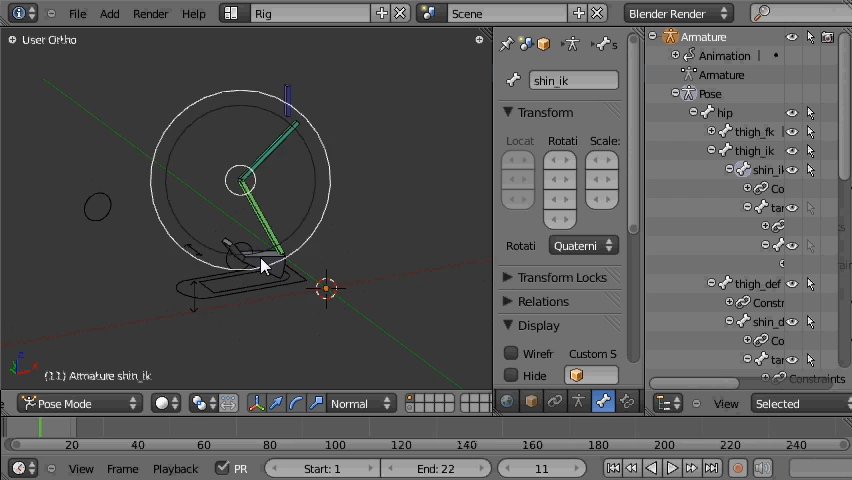 File Add Render Help Rig Scene Blender Render
User Ortho
(11) Armature shin_ik
Pose Mode Normal
s
shin_ik
Transform
Locat Rotati Scale:
Rotati Quaterni
Transform Locks
Relations
Display
Wirefr Custom S
Hide
Armature
Animation
Armature
Pose
hip
thigh_fk
thigh_ik
shin_ik
Co
tar
thigh_def
Constr
shin_d
Co
tar
Constraints
View Selected
20 40 60 80 100 120 140 160 180 200 220 240
View Frame Playback PR Start: 1 End: 22 11